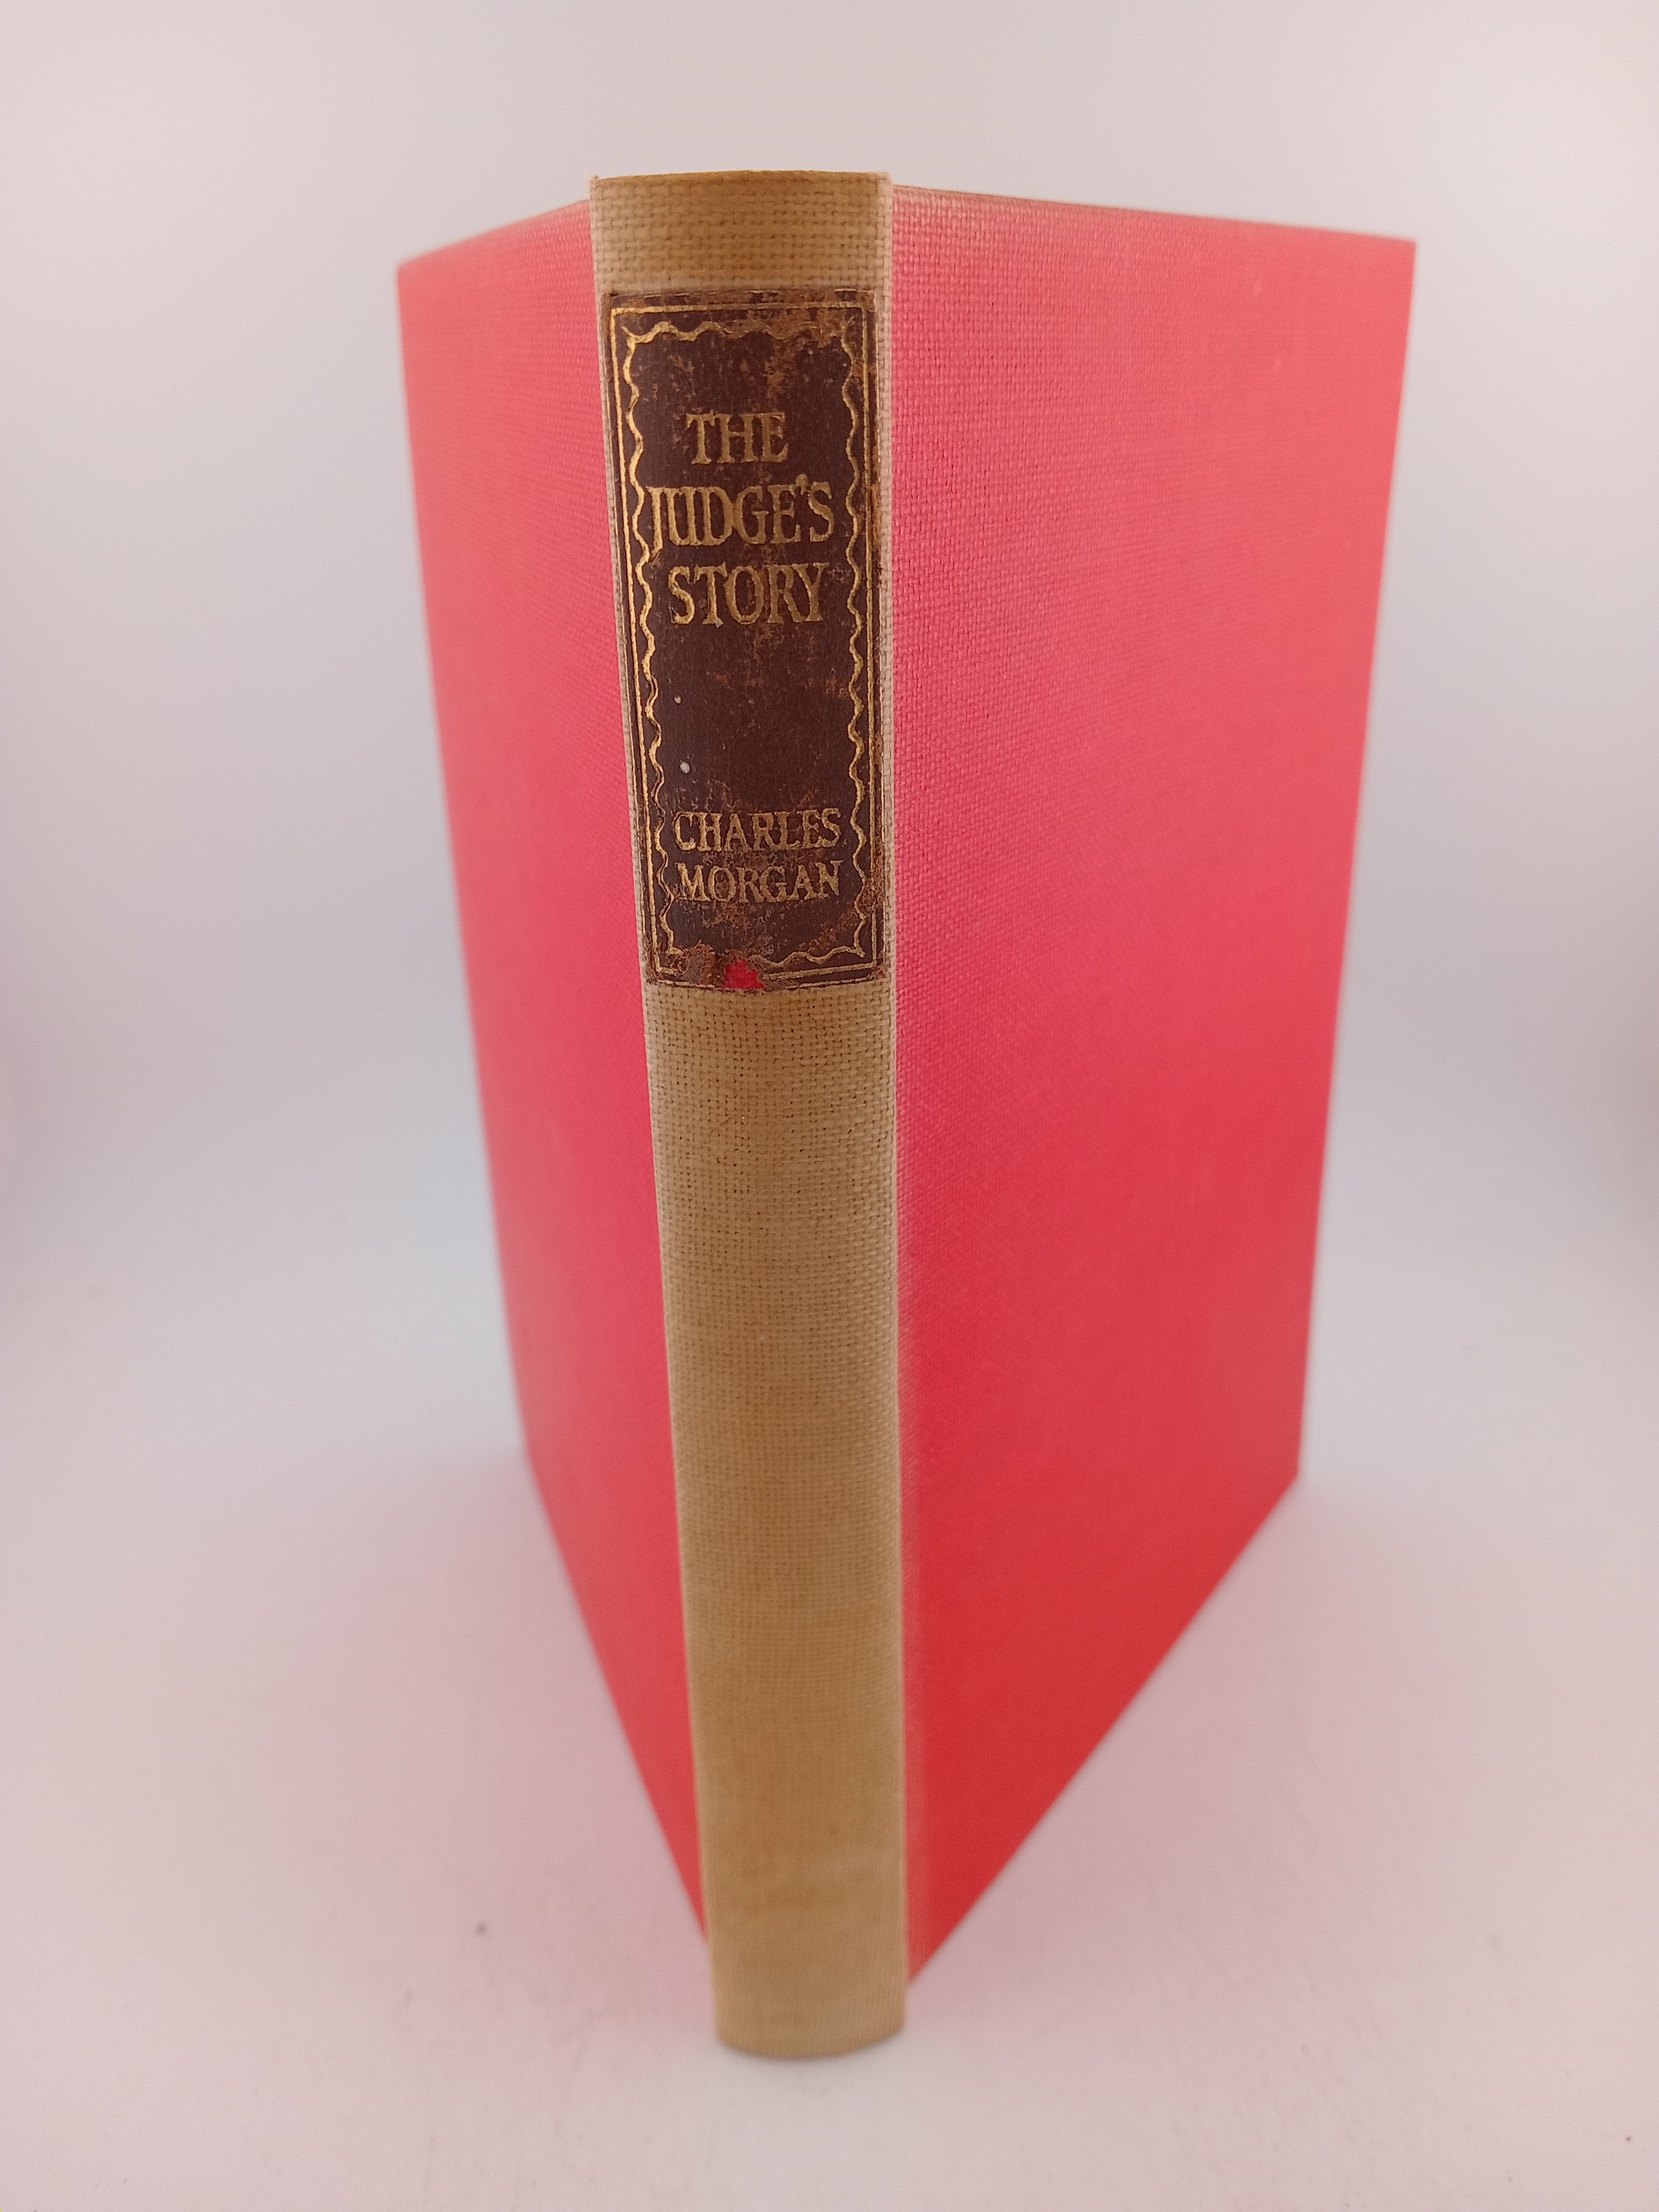 THE
JUDGE'S
STORY
CHARLES
MORGAN